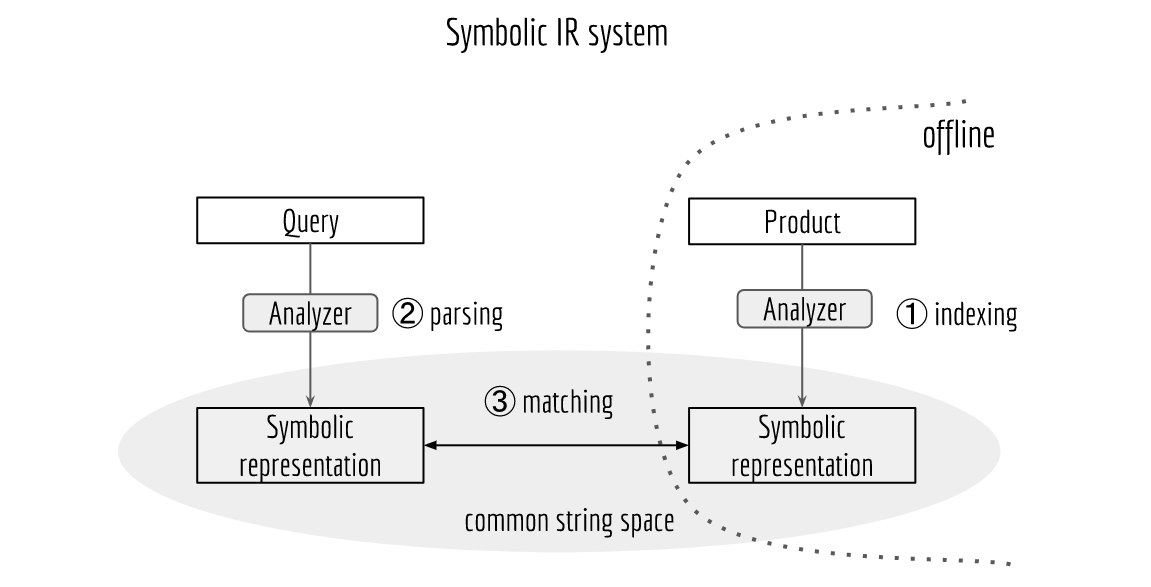 Symbolic IR system
offline
Query
Product
Analyzer
② parsing
Analyzer
① indexing
③ matching
Symbolic
representation
Symbolic
representation
common string space